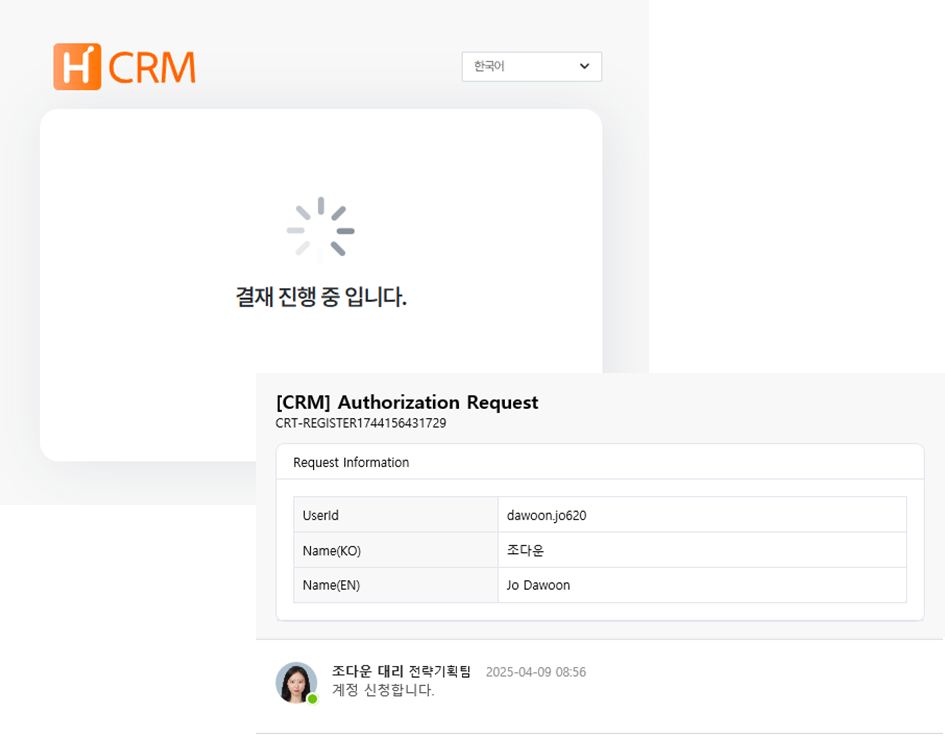 H CRM
한국어
결재 진행 중 입니다.
[CRM] Authorization Request
CRT-REGISTER1744156431729
Request Information
UserId dawoon.jo620
Name(KO) 조다운
Name(EN) Jo Dawoon
조다운 대리 전략기획팀 2025-04-09 08:56
계정 신청합니다.